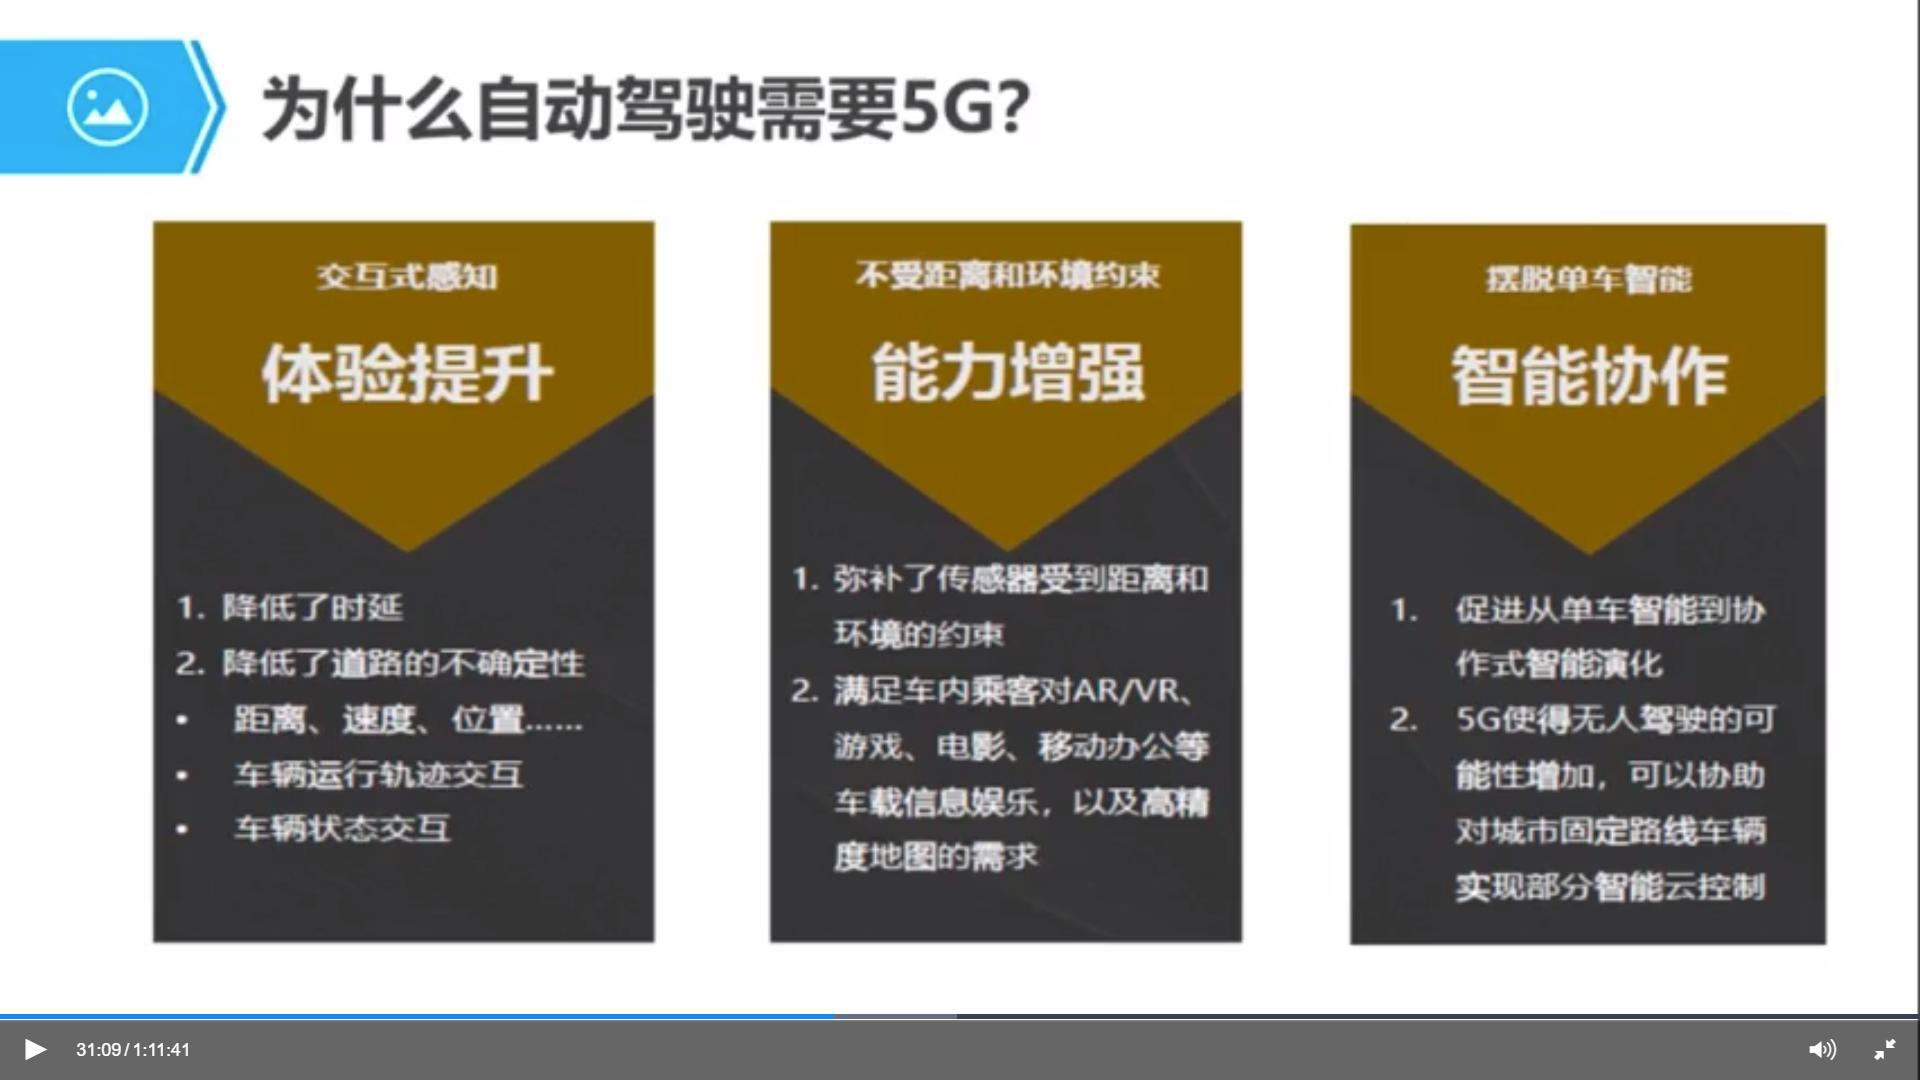 为什么自动驾驶需要5G?
交互式感知
体验提升
1. 降低了时延
2. 降低了道路的不确定性
• 距离、速度、位置......
• 车辆运行轨迹交互
• 车辆状态交互
不受距离和环境约束
能力增强
1. 弥补了传感器受到距离和
环境的约束
2. 满足车内乘客对AR/VR、
游戏、电影、移动办公等
车载信息娱乐，以及高精
度地图的需求
摆脱单车智能
智能协作
1. 促进从单车智能到协
作式智能演化
2. 5G使得无人驾驶的可
能性增加，可以协助
对城市固定路线车辆
实现部分智能云控制
31:09/1:11:41